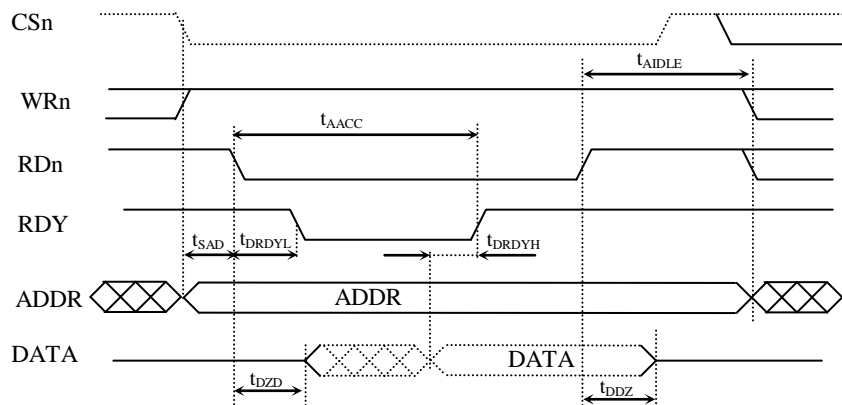 CSn
tAIDLE
WRn
tAACC
RDn
RDY
tSAD tDRDYL tDRDYH
ADDR ADDR
DATA DATA
tDZD tDDZ